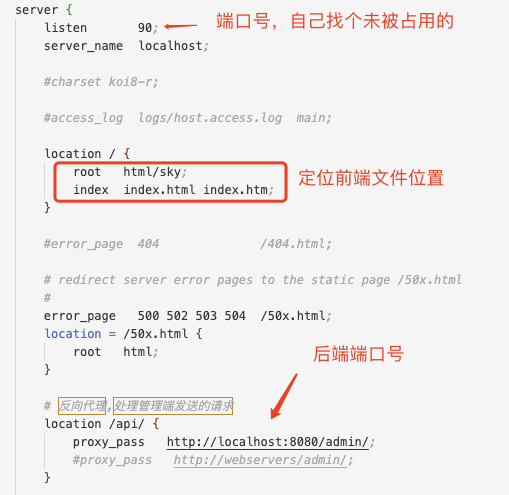 server {
listen 90; 端口号，自己找个未被占用的
server_name localhost;
#charset koi8-r;
#access_log logs/host.access.log main;
location / {
root html/sky;
index index.html index.htm;
定位前端文件位置
}
#error_page 404 /404.html;
# redirect server error pages to the static page /50x.html
#
error_page 500 502 503 504 /50x.html;
location = /50x.html {
root html;
}
后端端口号
# 反向代理,处理管理端发送的请求
location /api/ {
proxy_pass http://localhost:8080/admin/;
#proxy_pass http://webservers/admin/;
}